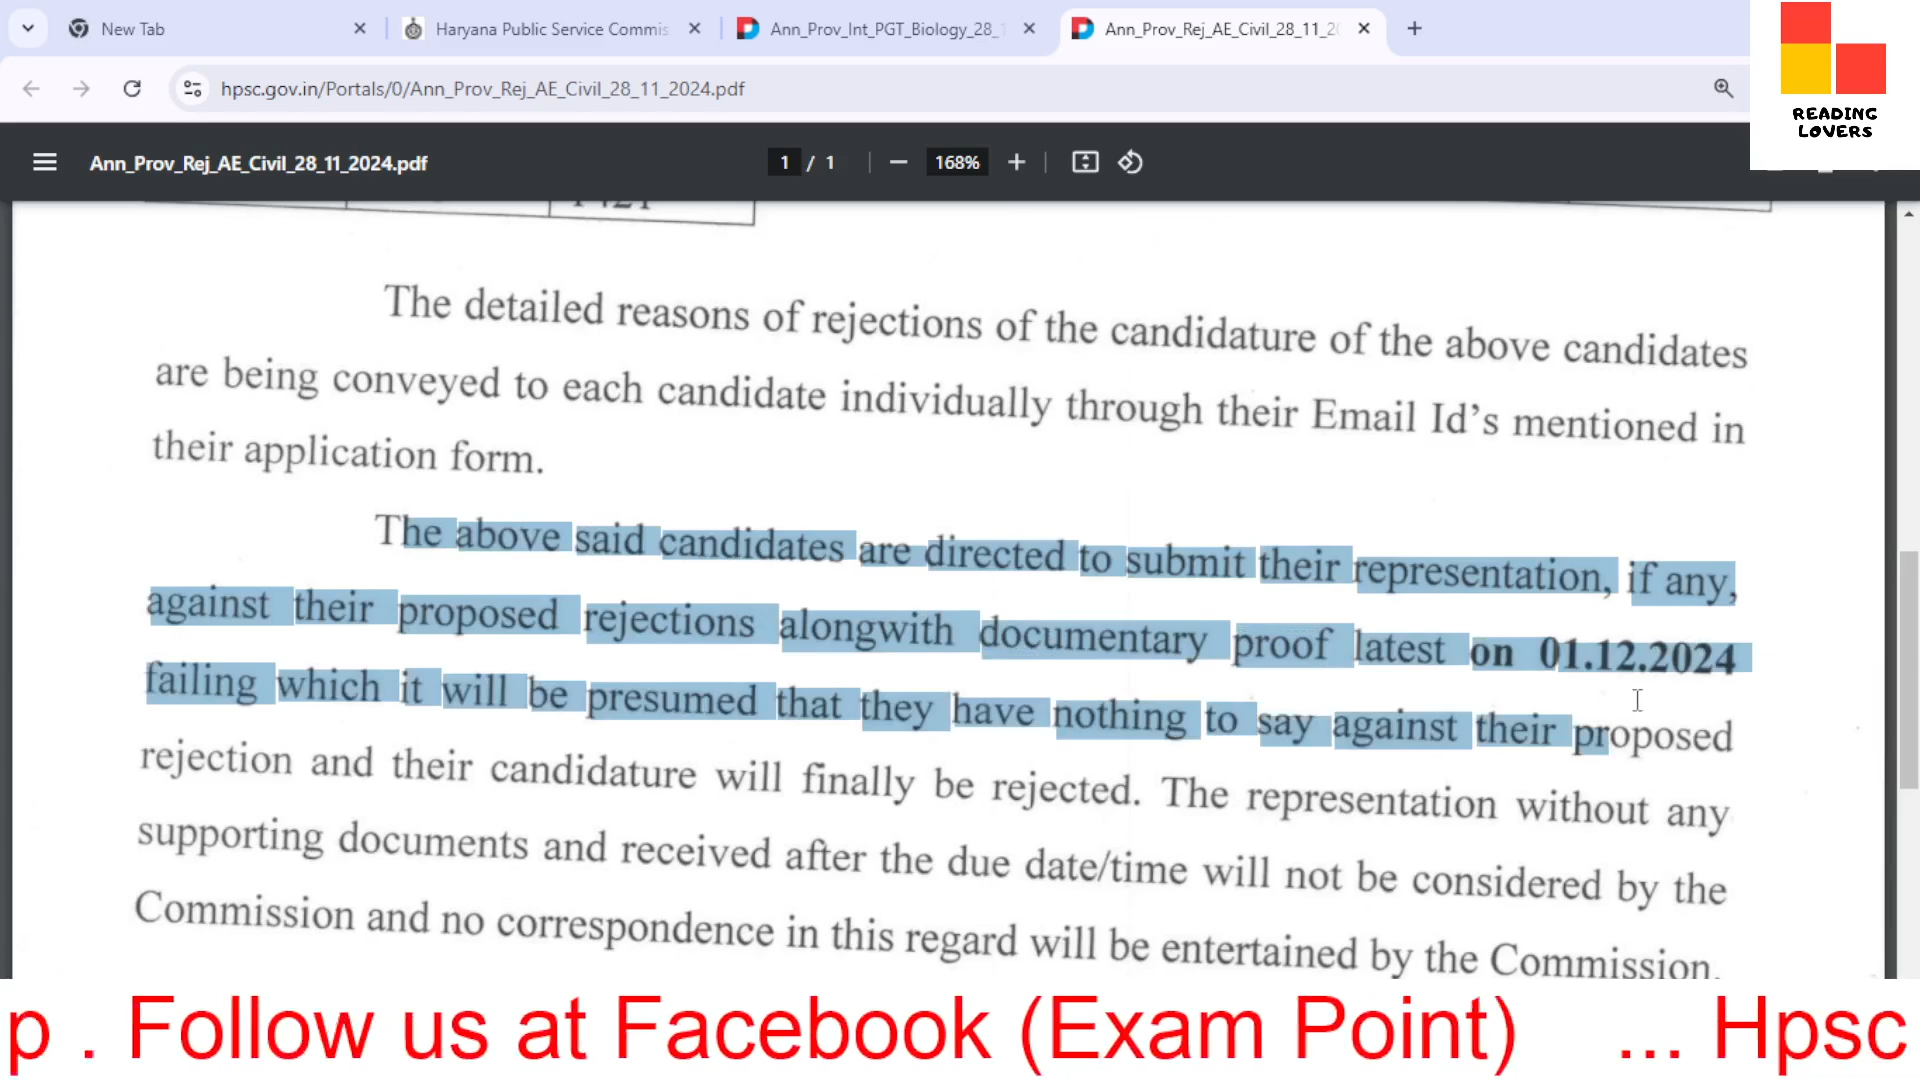 New Tab
Haryana Public Service Commis
Ann_Prov_Int_PGT_Biology_28_1
Ann_Prov_Rej_AE_Civil_28_11_20
hpsc.gov.in/Portals/0/Ann_Prov_Rej_AE_Civil_28_11_2024.pdf
READING
LOVERS
Ann_Prov_Rej_AE_Civil_28_11_2024.pdf
1 / 1
168%
The detailed reasons of rejections of the candidature of the above candidates
are being conveyed to each candidate individually through their Email Id's mentioned in
their application form.
The above said candidates are directed to submit their representation, if any,
against their proposed rejections alongwith documentary proof latest on 01.12.2024
failing which it will be presumed that they have nothing to say against their proposed
rejection and their candidature will finally be rejected. The representation without any
supporting documents and received after the due date/time will not be considered by the
Commission and no correspondence in this regard will be entertained by the Commission.
p . Follow us at Facebook (Exam Point) ... Hpsc